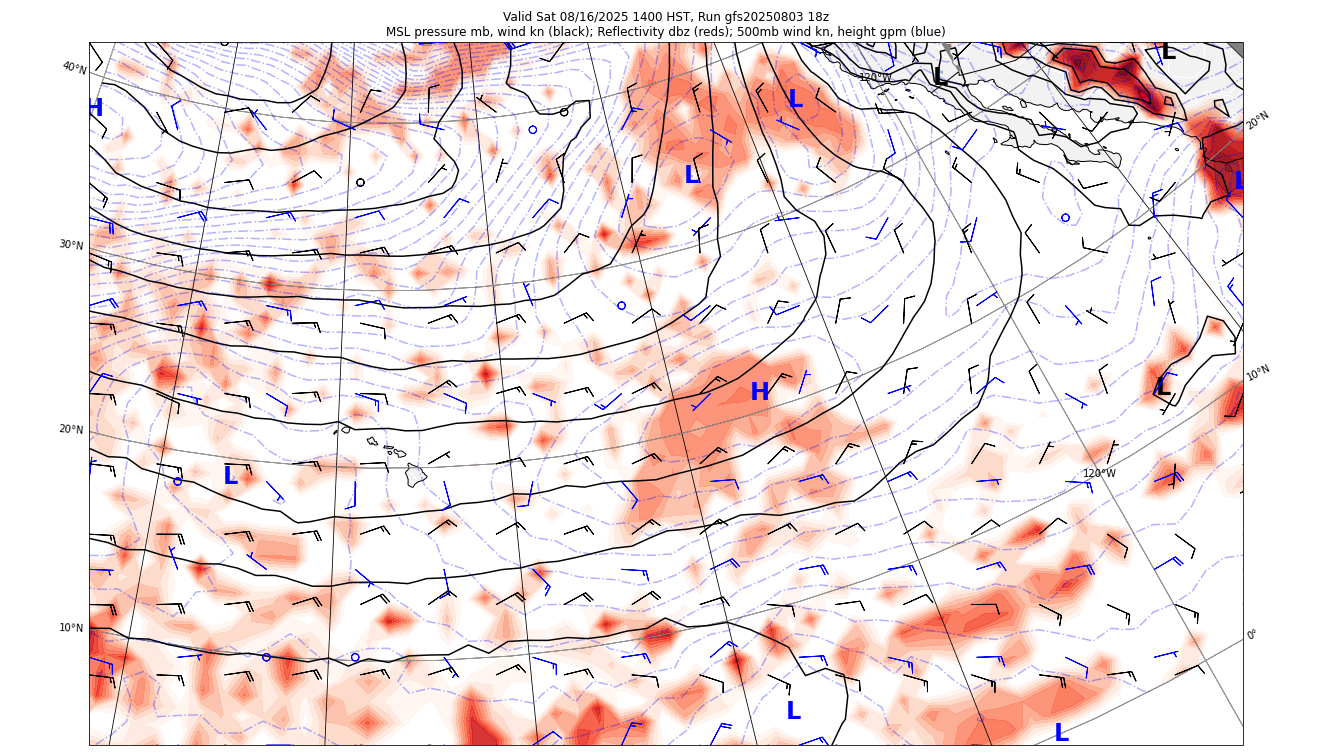 Valid Sat 08/16/2025 1400 HST, Run gfs20250803 18z
MSL pressure mb, wind kn (black); Reflectivity dbz (reds); 500mb wind kn, height gpm (blue)
L
40°N
120°W
L
L
H
20°N
L
L
30°N
10°N
H
L
20°N
L
120°W
10°N
0°
L
L